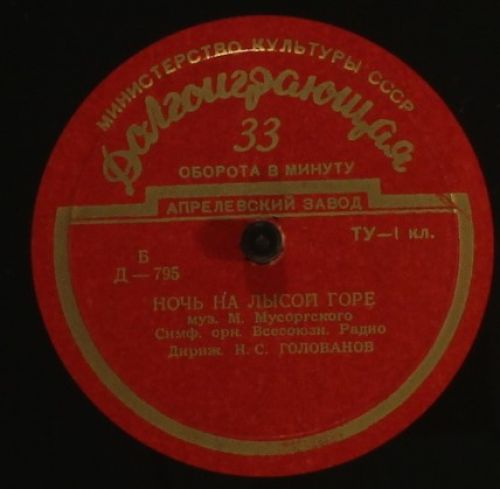 МИНИСТЕРСТВО КУЛЬТУРЫ СССР
Долгоиграющая
33
ОБОРОТА В МИНУТУ
АПРЕЛЕВСКИЙ ЗАВОД
ТУ—1 кл.
Б
Д — 795
НОЧЬ НА ЛЫСОЙ ГОРЕ
муз. М. Мусоргского
Симф. орк. Всесоюзн. Радио
Дириж. Н. С. ГОЛОВАНОВ